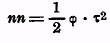 nn = 1/2 φ · τ²